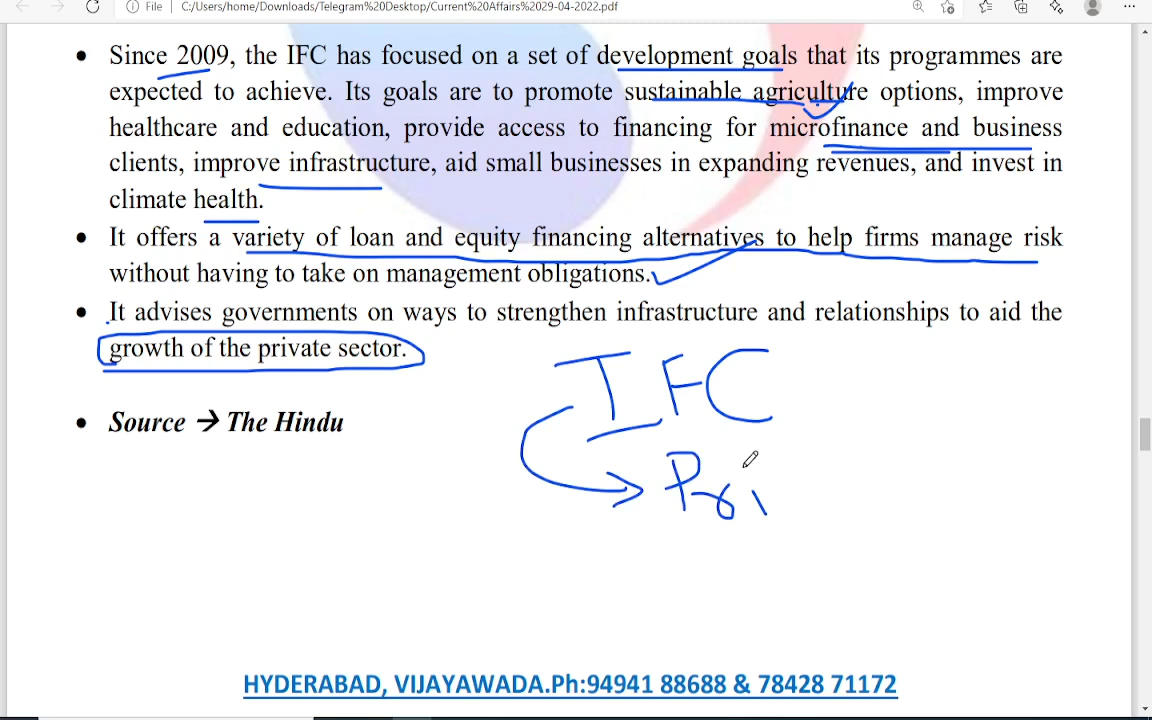 File | C:/Users/home/Downloads/Telegram%20Desktop/Current%20Affairs%2029-04-2022.pdf
• Since 2009, the IFC has focused on a set of development goals that its programmes are
expected to achieve. Its goals are to promote sustainable agriculture options, improve
healthcare and education, provide access to financing for microfinance and business
clients, improve infrastructure, aid small businesses in expanding revenues, and invest in
climate health.
• It offers a variety of loan and equity financing alternatives to help firms manage risk
without having to take on management obligations.
• It advises governments on ways to strengthen infrastructure and relationships to aid the
growth of the private sector.
IFC
• Source → The Hindu
Pri
HYDERABAD, VIJAYAWADA.Ph:94941 88688 & 78428 71172